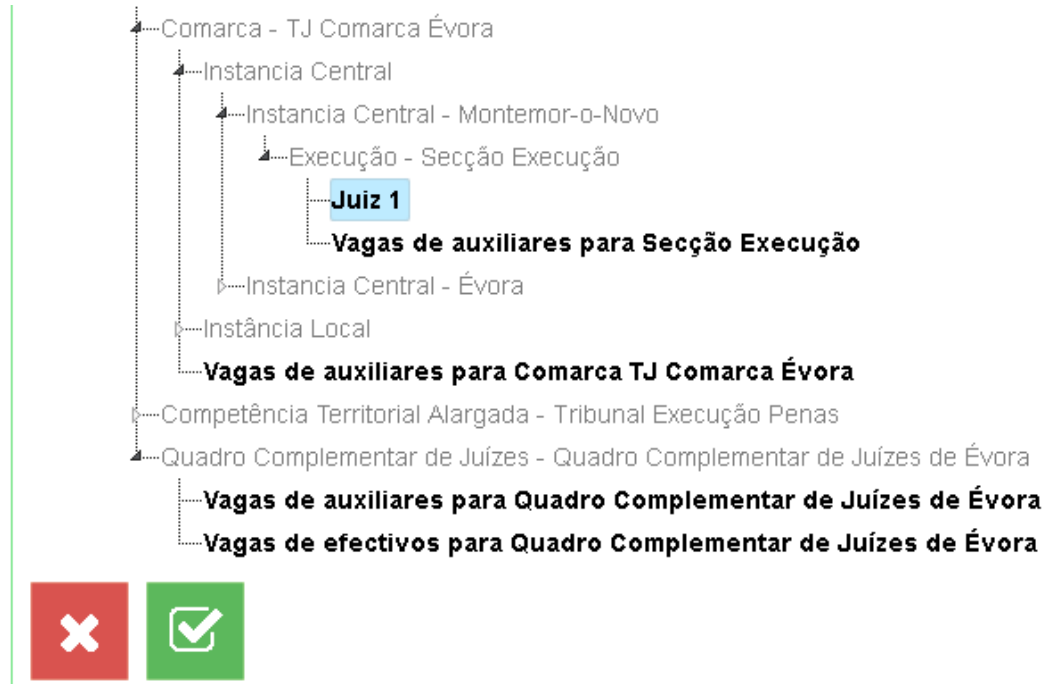 Comarca - TJ Comarca Évora
Instancia Central
Instancia Central - Montemor-o-Novo
Execução - Secção Execução
Juiz 1
Vagas de auxiliares para Secção Execução
Instancia Central - Évora
Instância Local
Vagas de auxiliares para Comarca TJ Comarca Évora
Competência Territorial Alargada - Tribunal Execução Penas
Quadro Complementar de Juízes - Quadro Complementar de Juízes de Évora
Vagas de auxiliares para Quadro Complementar de Juízes de Évora
Vagas de efectivos para Quadro Complementar de Juízes de Évora